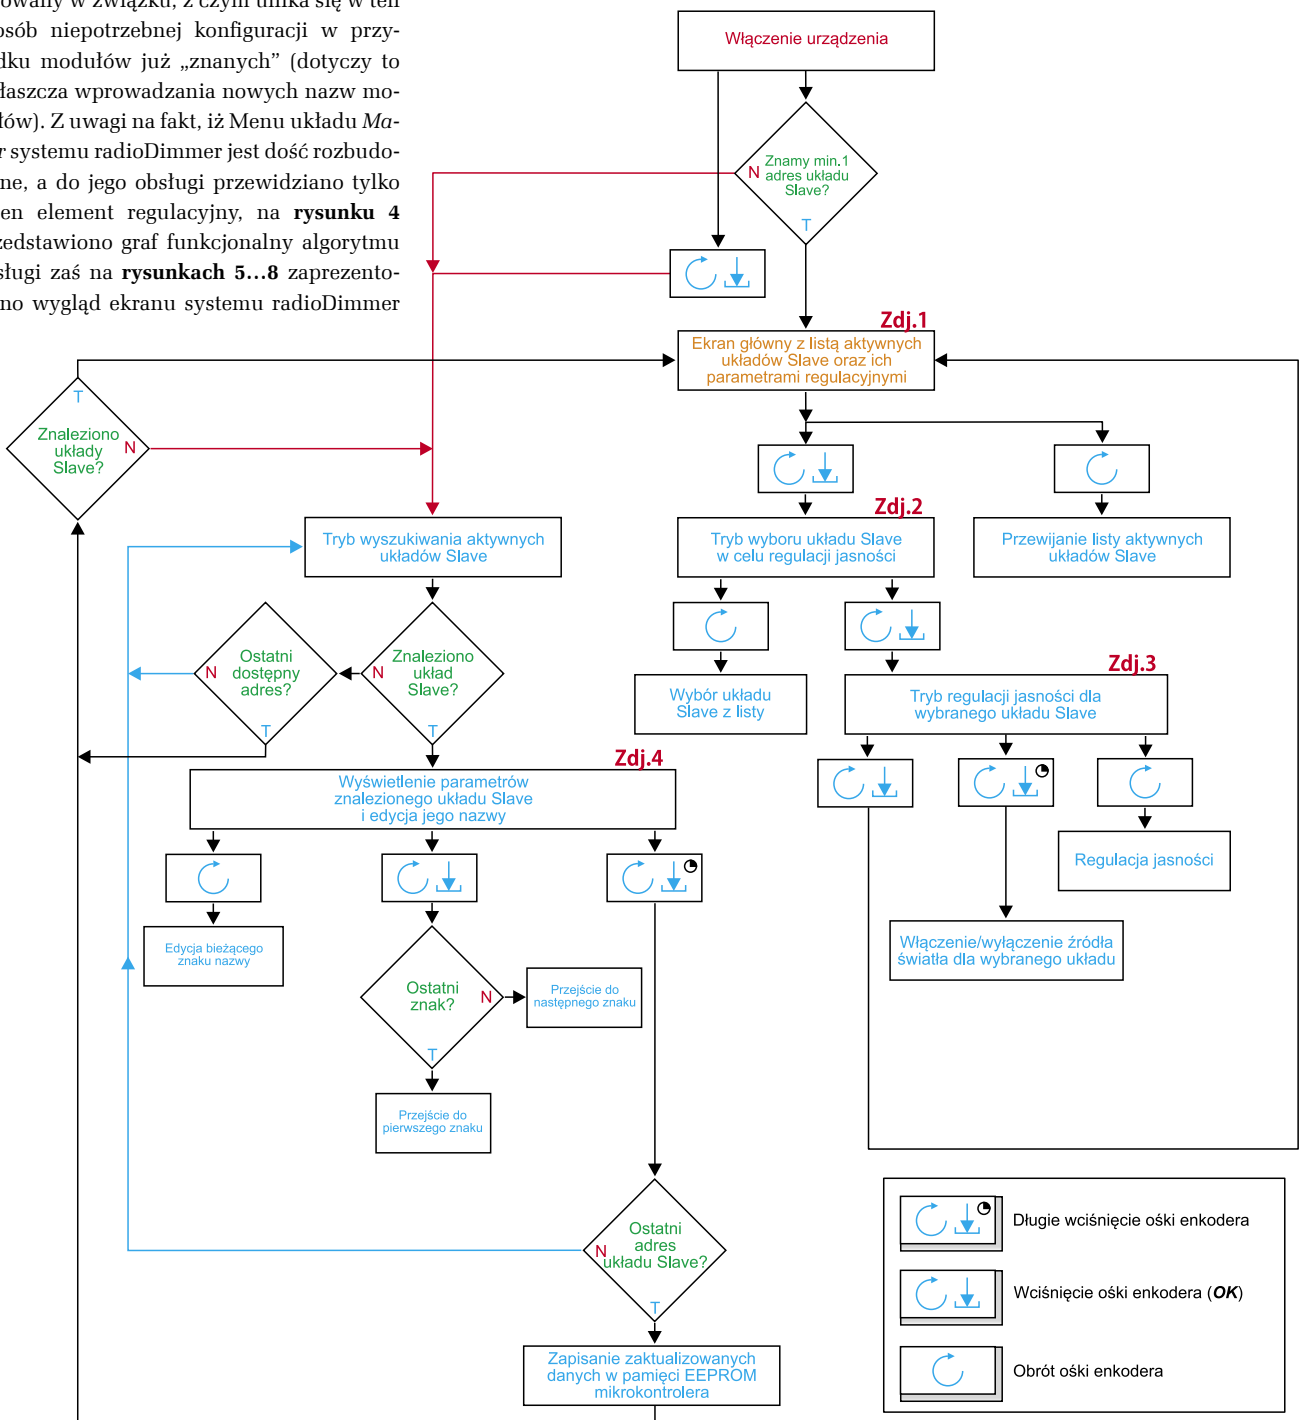 owany w związku, z czym unika się w ten
osób niepotrzebnej konfiguracji w przy-
dku modułów już „znanych” (dotyczy to
łaszcza wprowadzania nowych nazw mo-
łów). Z uwagi na fakt, iż Menu układu Ma-
r systemu radioDimmer jest dość rozbudo-
ne, a do jego obsługi przewidziano tylko
en element regulacyjny, na rysunku 4
zedstawiono graf funkcjonalny algorytmu
sługi zaś na rysunkach 5...8 zaprezento-
no wygląd ekranu systemu radioDimmer
Włączenie urządzenia
Znamy min.1
adres układu
Slave?
N
T
Zdj.1
Ekran główny z listą aktywnych
układów Slave oraz ich
parametrami regulacyjnymi
T
Znaleziono
układy
Slave?
N
Zdj.2
Tryb wyszukiwania aktywnych
układów Slave
Tryb wyboru układu Slave
w celu regulacji jasności
Przewijanie listy aktywnych
układów Slave
Ostatni
dostępny
adres?
N
T
Znaleziono
układ
Slave?
N
T
Wybór układu
Slave z listy
Zdj.3
Tryb regulacji jasności dla
wybranego układu Slave
Zdj.4
Wyświetlenie parametrów
znalezionego układu Slave
i edycja jego nazwy
Regulacja jasności
Edycja bieżącego
znaku nazwy
Włączenie/wyłączenie źródła
światła dla wybranego układu
Ostatni
znak?
N
T
Przejście do
następnego znaku
Przejście do
pierwszego znaku
Ostatni
adres
układu Slave?
N
T
Zapisanie zaktualizowanych
danych w pamięci EEPROM
mikrokontrolera
Długie wciśnięcie ośki enkodera
Wciśnięcie ośki enkodera (OK)
Obrót ośki enkodera